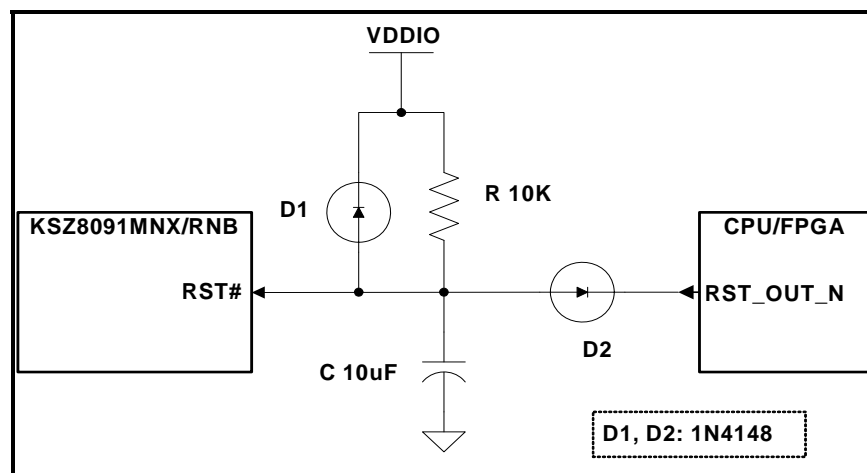 VDDIO
D1
R 10K
KSZ8091MNX/RNB
CPU/FPGA
RST#
RST_OUT_N
D2
C 10uF
D1, D2: 1N4148